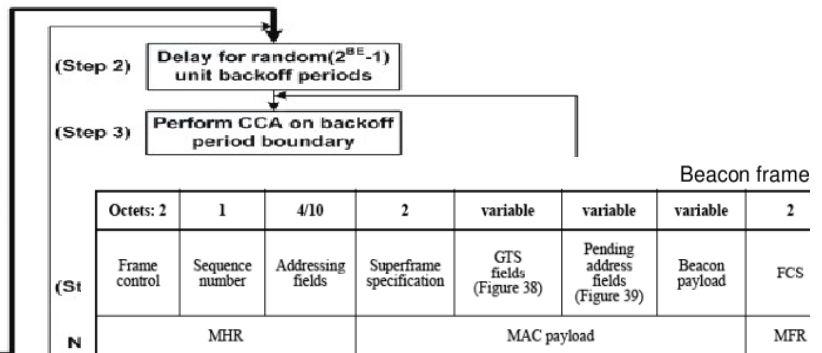 (Step 2)
Delay for random(2^BE-1)
unit backoff periods
(Step 3)
Perform CCA on backoff
period boundary
Beacon frame
Octets: 2 1 4/10 2 variable variable variable 2
Frame control Sequence number Addressing fields Superframe specification GTS fields (Figure 38) Pending address fields (Figure 39) Beacon payload FCS
(St
N
MHR MAC payload MFR